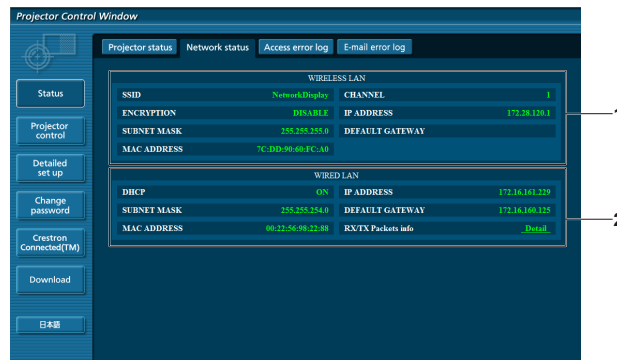 Projector Control Window
Projector status Network status Access error log E-mail error log
Status
Projector control
Detailed set up
Change password
Crestron Connected(TM)
Download
日本語
WIRELESS LAN
SSID NetworkDisplay CHANNEL 1
ENCRYPTION DISABLE IP ADDRESS 172.28.120.1
SUBNET MASK 255.255.255.0 DEFAULT GATEWAY
MAC ADDRESS 7C:DD:90:60:FC:A0
WIRED LAN
DHCP ON IP ADDRESS 172.16.161.229
SUBNET MASK 255.255.254.0 DEFAULT GATEWAY 172.16.160.125
MAC ADDRESS 00:22:56:98:22:88 RX/TX Packets info Detail
1
2